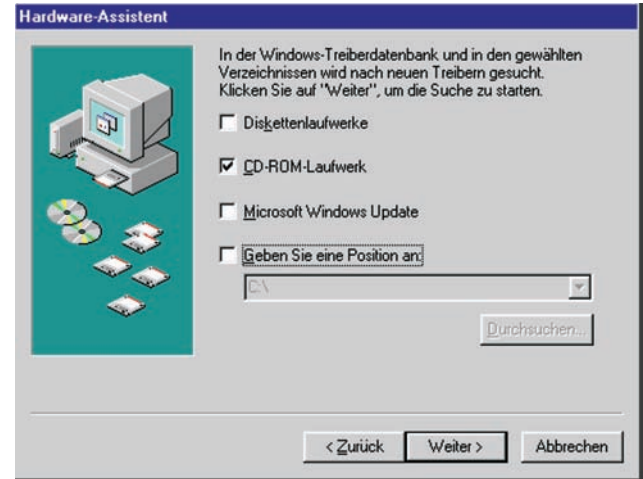 Hardware-Assistent
In der Windows-Treiberdatenbank und in den gewählten
Verzeichnissen wird nach neuen Treibern gesucht.
Klicken Sie auf "Weiter", um die Suche zu starten.
Diskettenlaufwerke
CD-ROM-Laufwerk
Microsoft Windows Update
Geben Sie eine Position an:
C:\
Durchsuchen...
< Zurück Weiter > Abbrechen